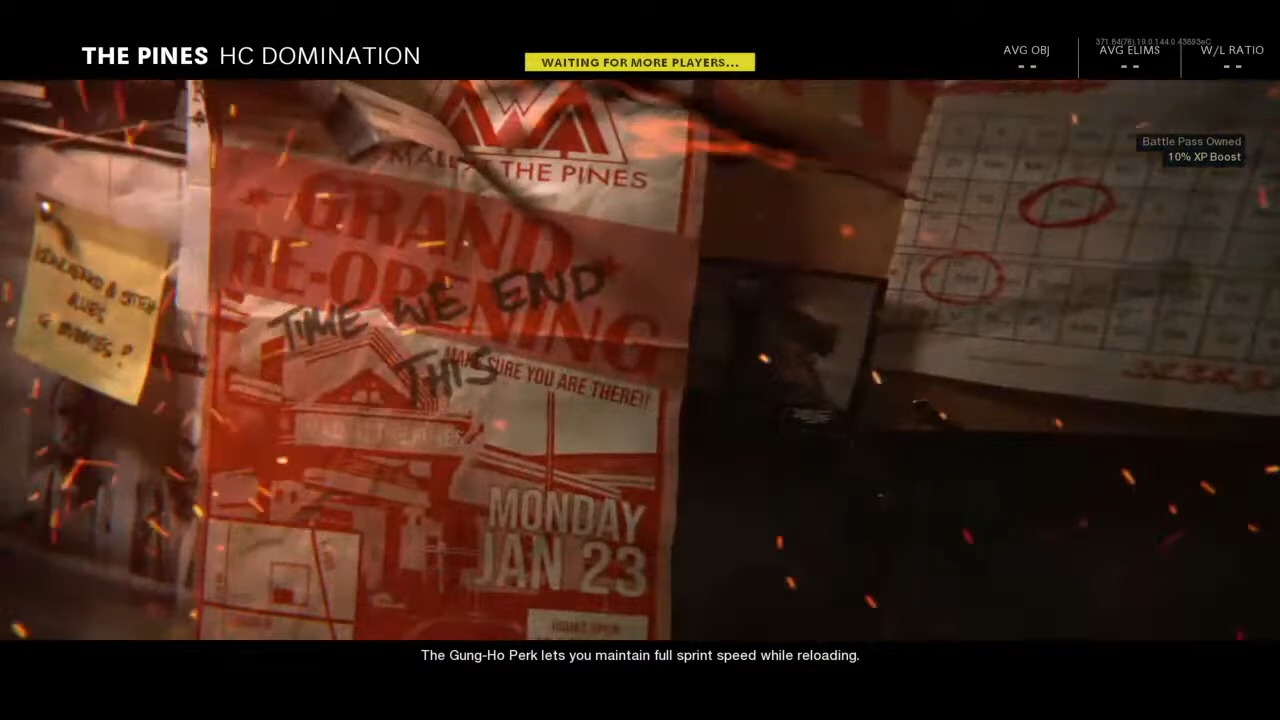 THE PINES HC DOMINATION
WAITING FOR MORE PLAYERS...
AVG OBJ
--
AVG ELIMS
--
W/L RATIO
--
Battle Pass Owned
10% XP Boost
THE PINES
GRAND
RE-OPENING
TIME WE END
THIS
MAKE SURE YOU ARE THERE!!
MONDAY
JAN 23
The Gung-Ho Perk lets you maintain full sprint speed while reloading.